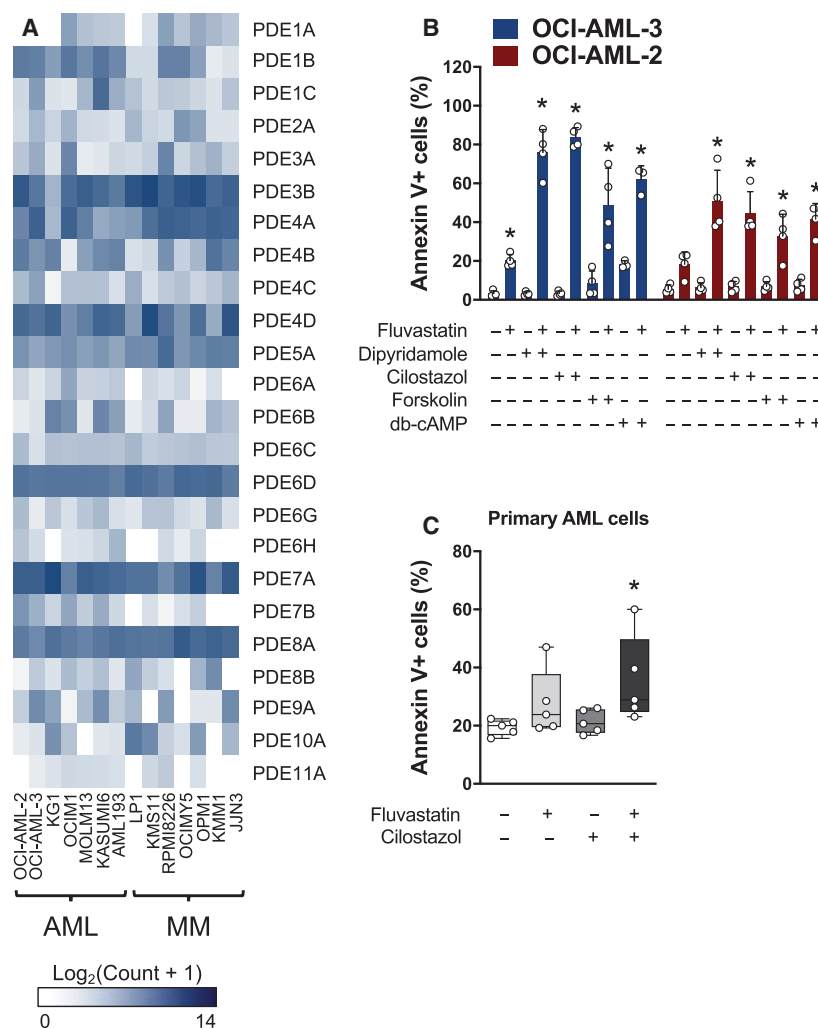 A
PDE1A
PDE1B
PDE1C
PDE2A
PDE3A
PDE3B
PDE4A
PDE4B
PDE4C
PDE4D
PDE5A
PDE6A
PDE6B
PDE6C
PDE6D
PDE6G
PDE6H
PDE7A
PDE7B
PDE8A
PDE8B
PDE9A
PDE10A
PDE11A
OCI-AML-2
OCI-AML-3
KG1
OCIM1
MOLM13
KASUMI6
AML193
LP1
KMS11
RPMI8226
OCIMY5
OPM1
KMM1
JJN3
AML MM
Log₂(Count + 1)
0 14
B
OCI-AML-3
OCI-AML-2
Annexin V+ cells (%)
120
100
80
60
40
20
0
* * * * * * * * *
Fluvastatin – + – + – + – + – + – + – + – + – + – +
Dipyridamole – – + + – – – – – – – – + + – – – – – –
Cilostazol – – – – + + – – – – – – – – + + – – – –
Forskolin – – – – – – + + – – – – – – – – + + – –
db-cAMP – – – – – – – – + + – – – – – – – – + +
C
Primary AML cells
Annexin V+ cells (%)
80
60
40
20
0
*
Fluvastatin – + – +
Cilostazol – – + +